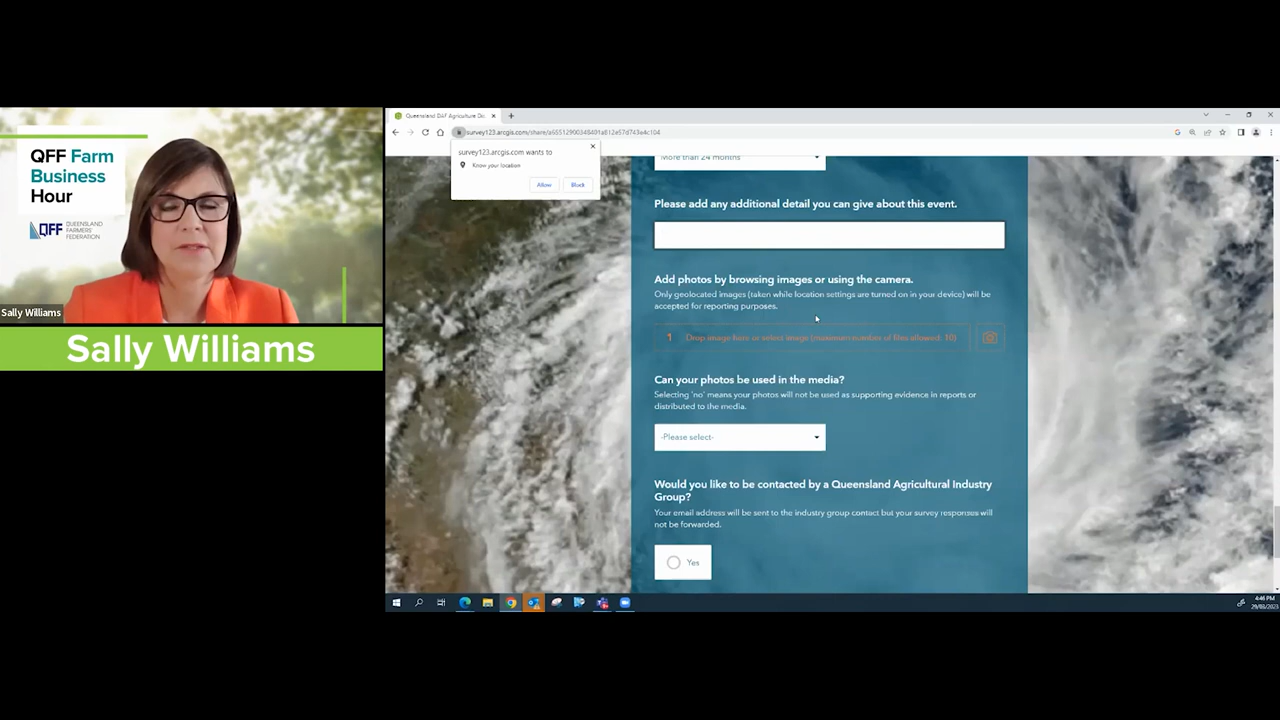 QFF Farm
Business
Hour
QFF
QUEENSLAND
FARMERS'
FEDERATION
Sally Williams
Sally Williams
survey123.arcgis.com wants to
Know your location
Allow
Block
More than 24 months
Please add any additional detail you can give about this event.
Add photos by browsing images or using the camera.
Only geolocated images (taken while location settings are turned on in your device) will
be accepted for reporting purposes.
1 Drop image here or select image (maximum number of files allowed: 10)
Can your photos be used in the media?
Selecting 'no' means your photos will not be used as supporting evidence in reports or
distributed to the media.
-Please select-
Would you like to be contacted by a Queensland Agricultural Industry
Group?
Your email address will be sent to the industry group contact but your survey responses will
not be forwarded.
Yes
4:46 PM